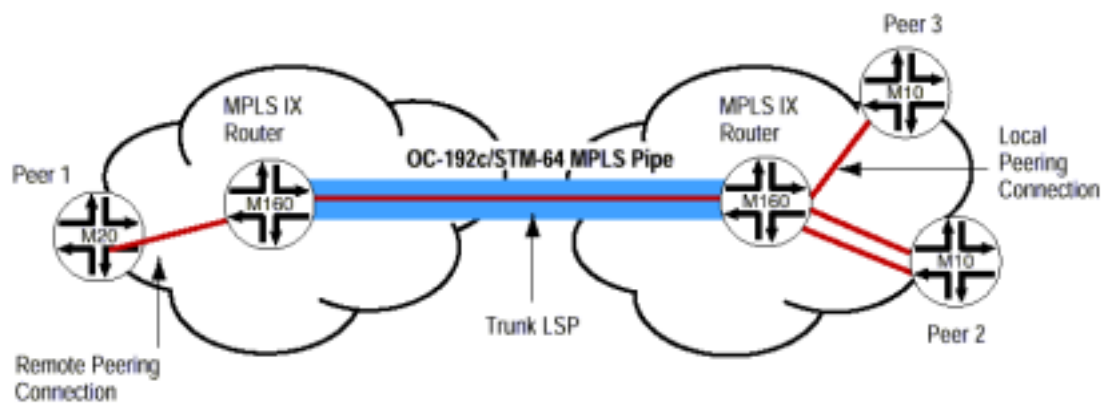 Peer 3
M10
MPLS IX
Router
MPLS IX
Router
Local
Peering
Connection
OC-192c/STM-64 MPLS Pipe
Peer 1
M160
M160
M20
M10
Trunk LSP
Peer 2
Remote Peering
Connection